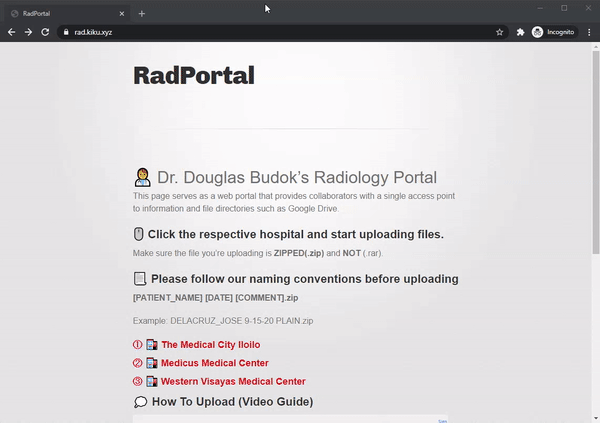 RadPortal
rad.kiku.xyz
Incognito
RadPortal
Dr. Douglas Budok’s Radiology Portal
This page serves as a web portal that provides collaborators with a single access point
to information and file directories such as Google Drive.
Click the respective hospital and start uploading files.
Make sure the file you’re uploading is ZIPPED(.zip) and NOT (.rar).
Please follow our naming conventions before uploading
[PATIENT_NAME] [DATE] [COMMENT].zip
Example: DELACRUZ_JOSE 9-15-20 PLAIN.zip
① The Medical City Iloilo
② Medicus Medical Center
③ Western Visayas Medical Center
How To Upload (Video Guide)